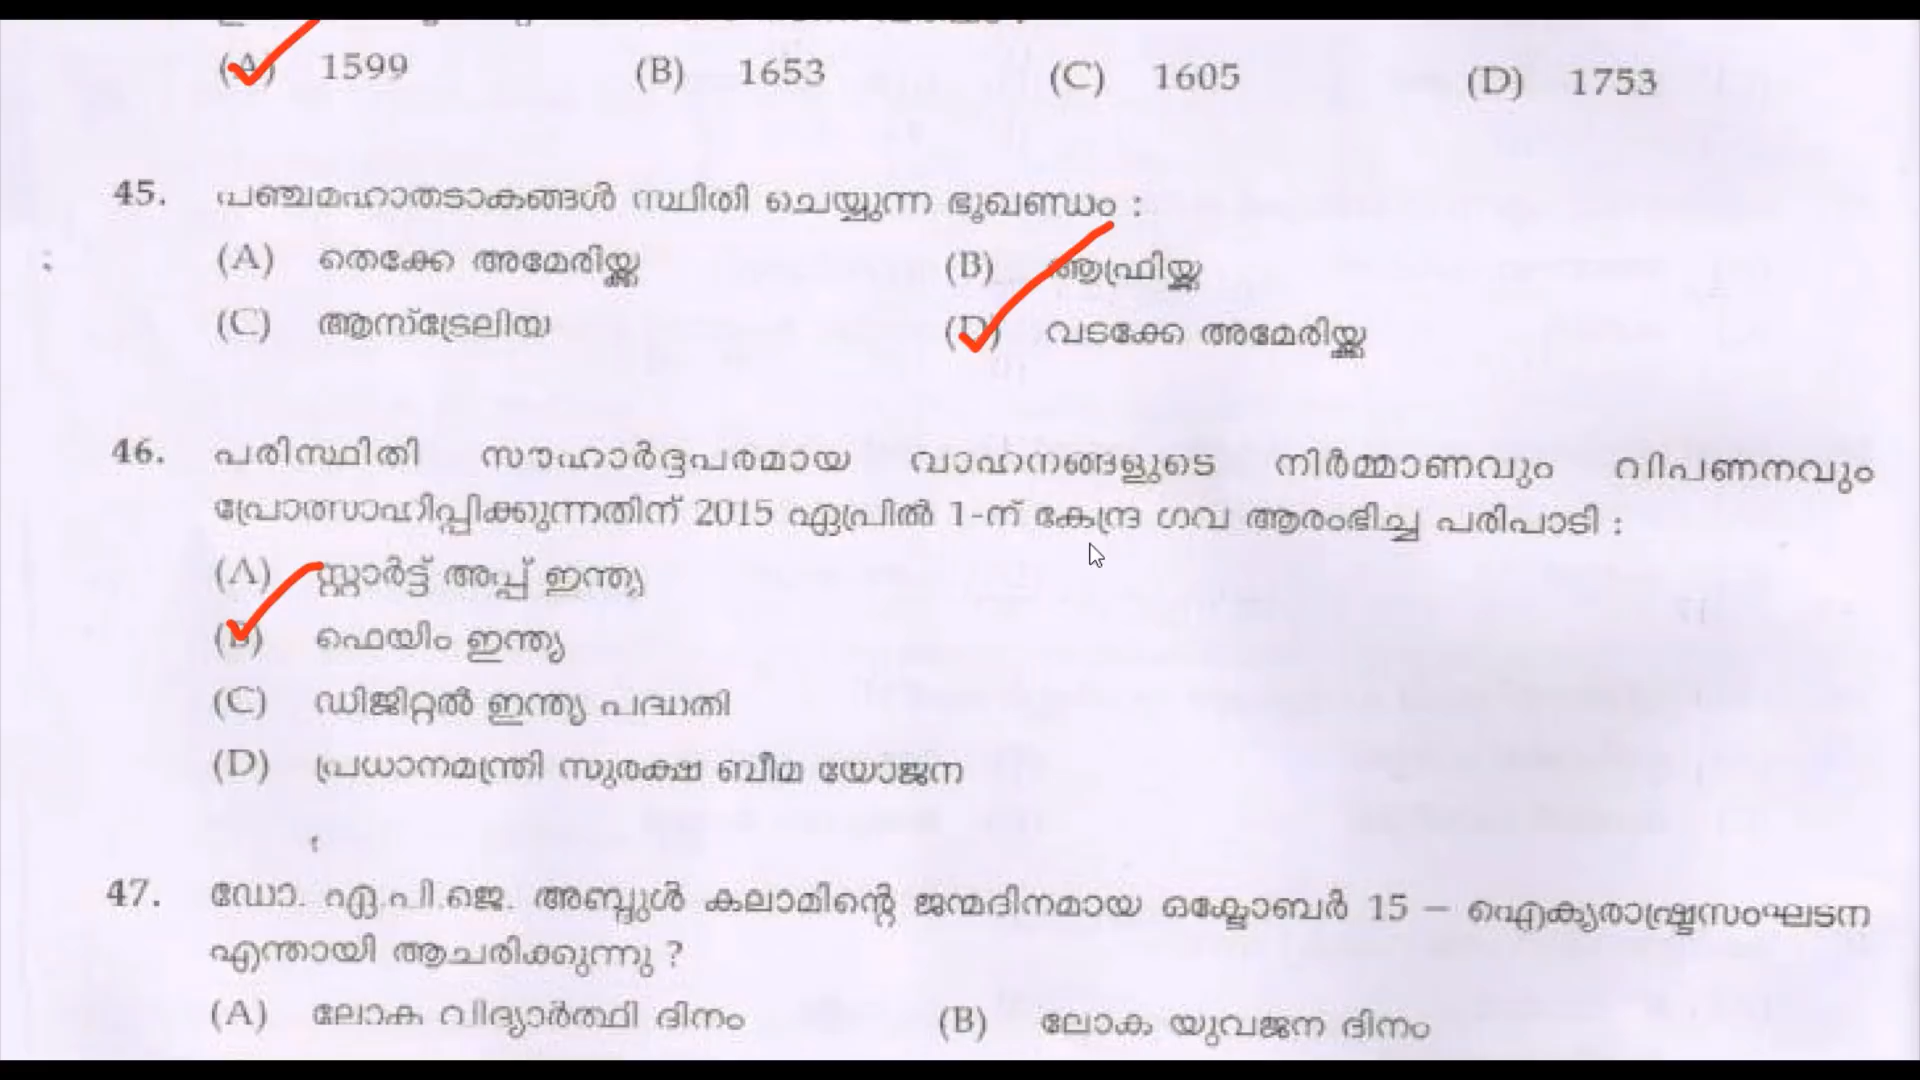 (A) 1599 (B) 1653 (C) 1605 (D) 1753
45. പഞ്ചമഹാതടാകങ്ങൾ സ്ഥിതി ചെയ്യുന്ന ഭൂഖണ്ഡം :
(A) തെക്കേ അമേരിയ്ക്ക (B) ആഫ്രിയ്ക്ക
(C) ആസ്ട്രേലിയ (D) വടക്കേ അമേരിയ്ക്ക
46. പരിസ്ഥിതി സൗഹാർദ്ദപരമായ വാഹനങ്ങളുടെ നിർമ്മാണവും വിപണനവും
പ്രോത്സാഹിപ്പിക്കുന്നതിന് 2015 ഏപ്രിൽ 1-ന് കേന്ദ്ര ഗവ ആരംഭിച്ച പരിപാടി :
(A) സ്റ്റാർട്ട് അപ്പ് ഇന്ത്യ
(B) ഫെയിം ഇന്ത്യ
(C) ഡിജിറ്റൽ ഇന്ത്യ പദ്ധതി
(D) പ്രധാനമന്ത്രി സുരക്ഷ ബീമ യോജന
47. ഡോ. ഏ.പി.ജെ. അബ്ദുൾ കലാമിന്റെ ജന്മദിനമായ ഒക്ടോബർ 15 – ഐക്യരാഷ്ട്രസംഘടന
എന്തായി ആചരിക്കുന്നു ?
(A) ലോക വിദ്യാർത്ഥി ദിനം (B) ലോക യുവജന ദിനം